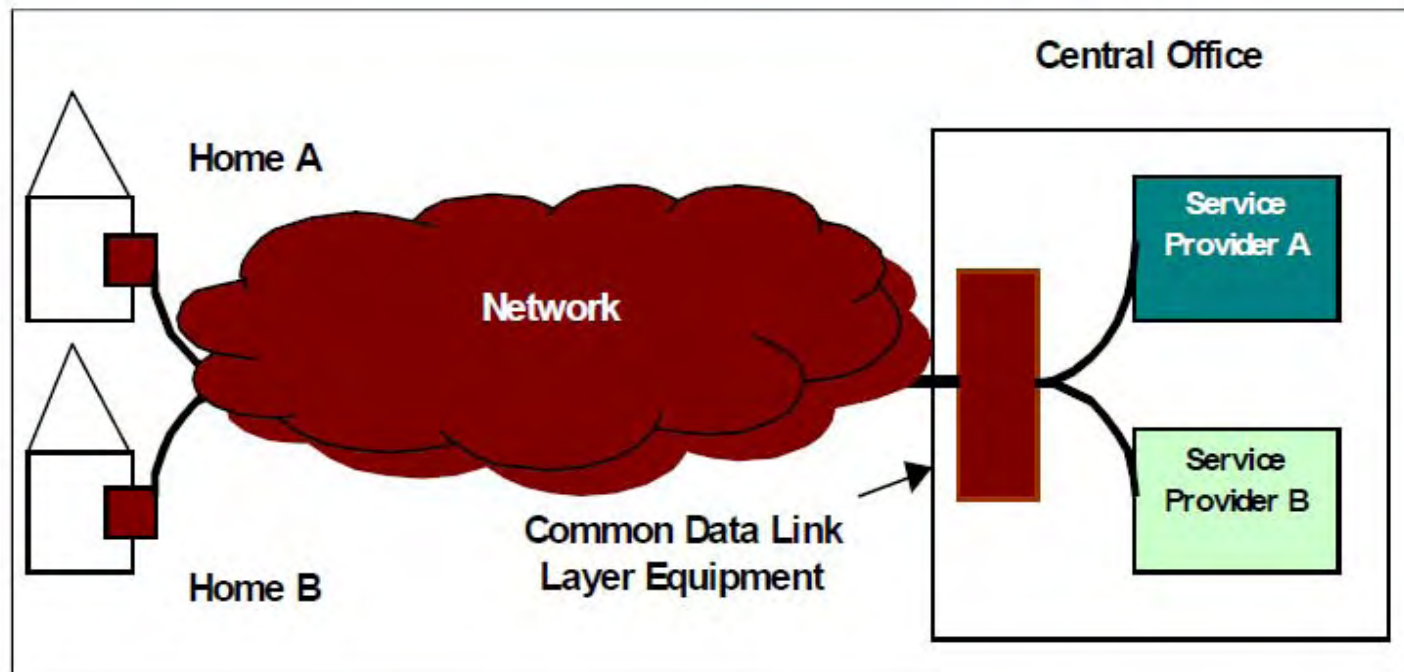 Central Office
Home A
Service
Provider A
Network
Service
Provider B
Common Data Link
Layer Equipment
Home B